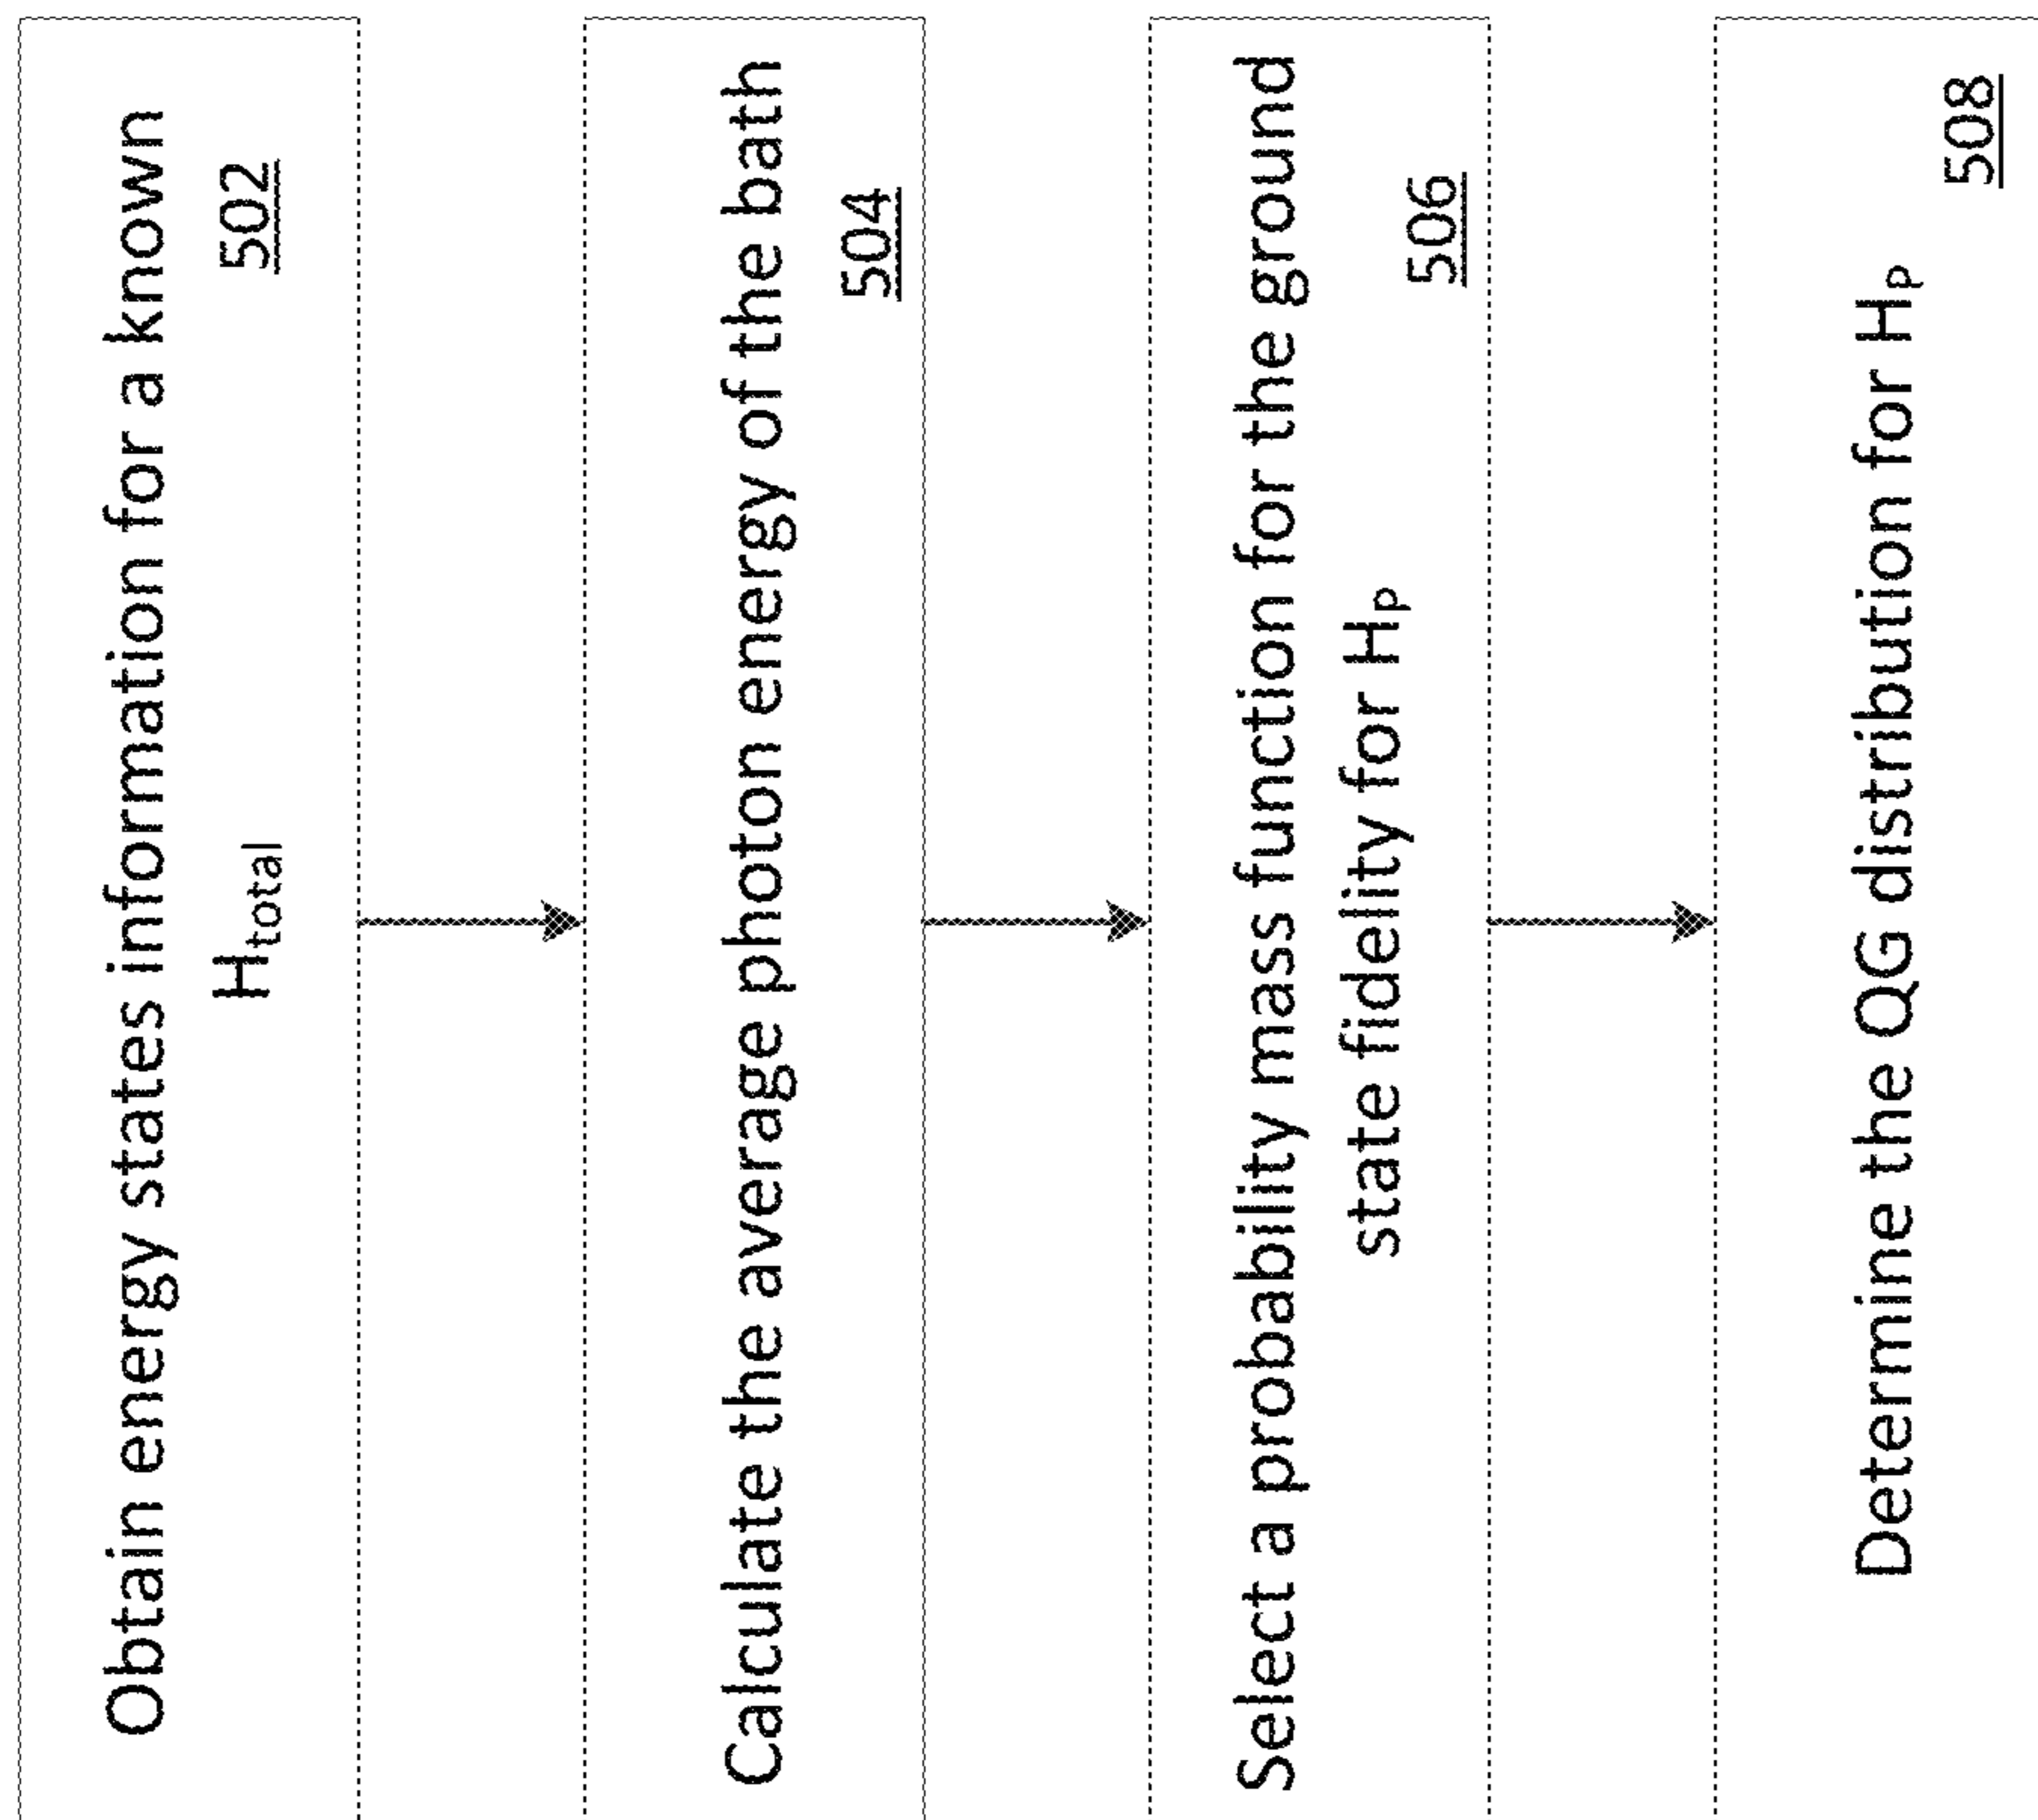 Obtain energy states information for a known
H_total
502
Calculate the average photon energy of the bath
504
Select a probability mass function for the ground
state fidelity for H_p
506
Determine the QG distribution for H_p
508